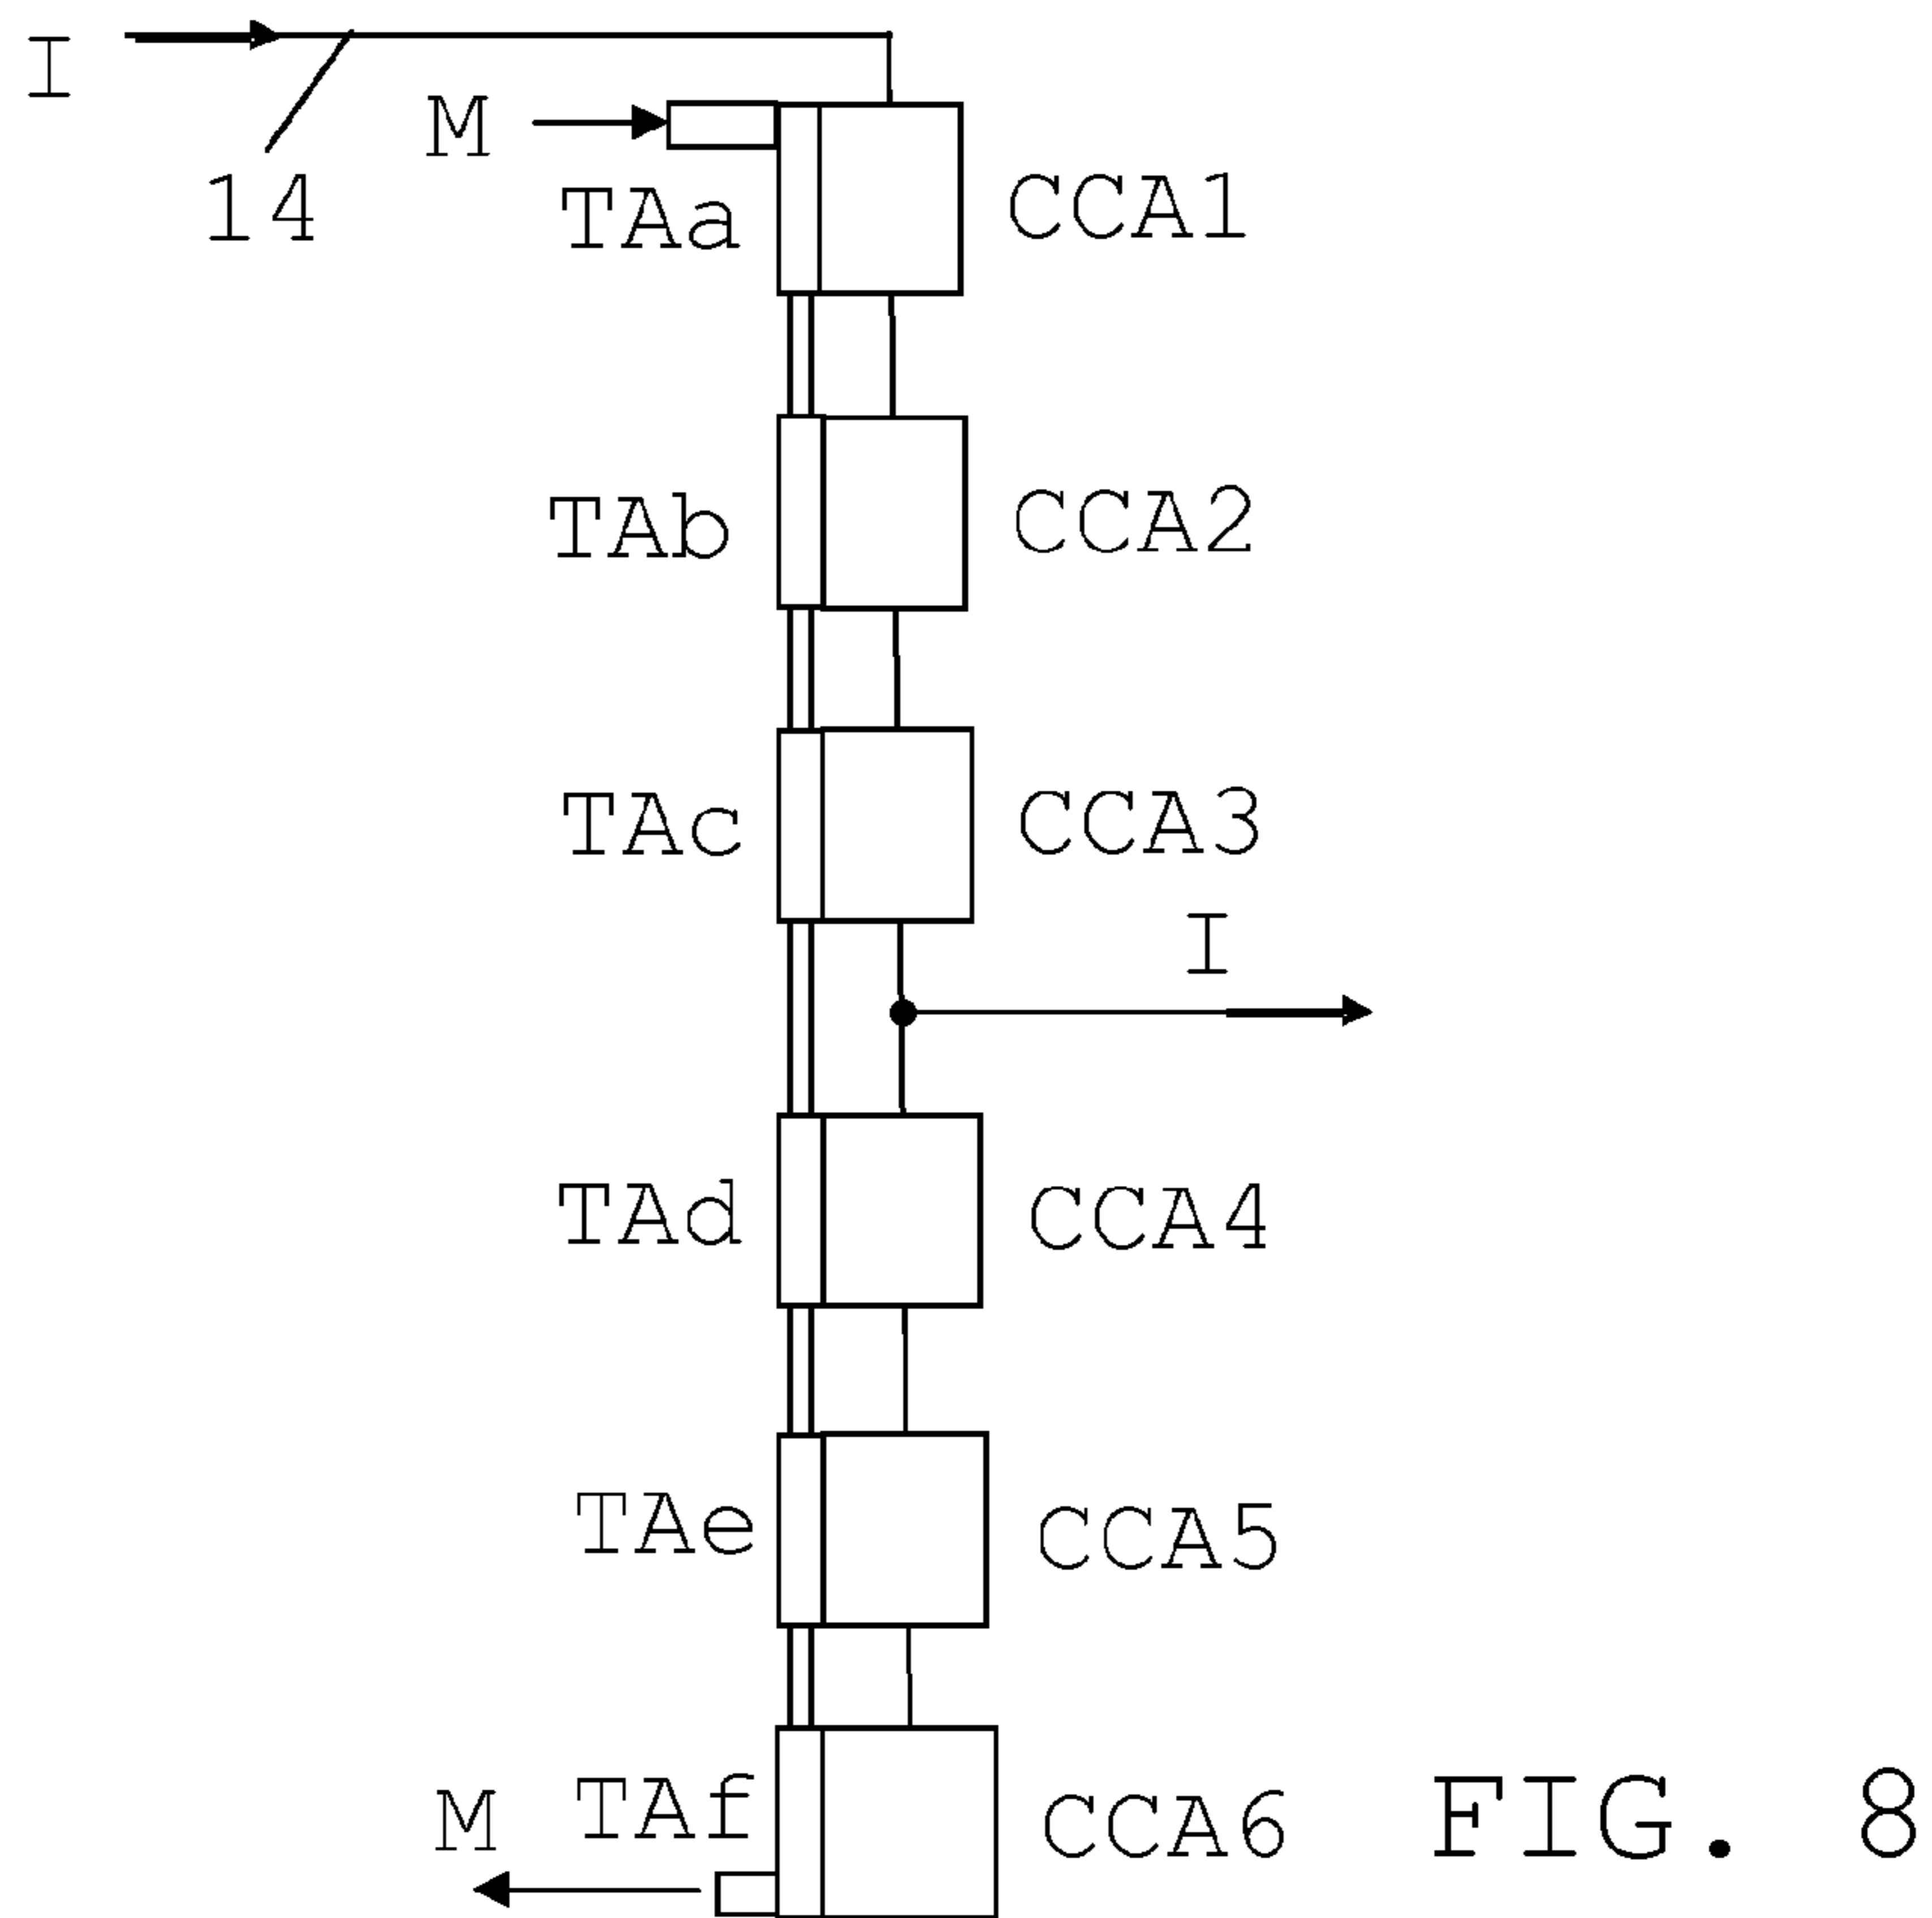 I
M
14
TAa
CCA1
TAb
CCA2
TAc
CCA3
I
TAd
CCA4
TAe
CCA5
M
TAf
CCA6
FIG. 8